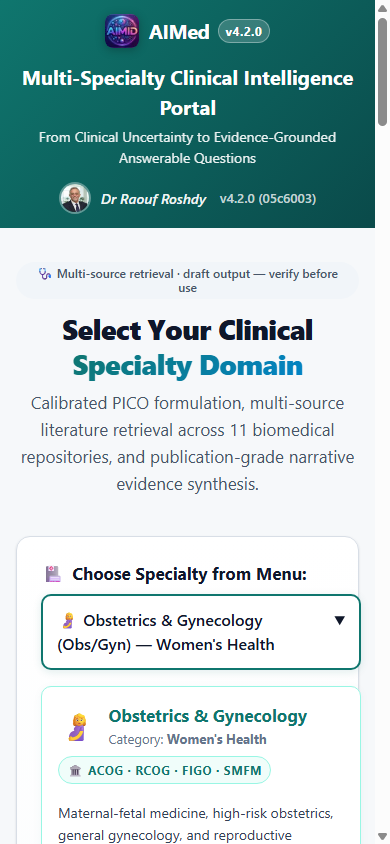 AIMID
AIMed v4.2.0
Multi-Specialty Clinical Intelligence
Portal
From Clinical Uncertainty to Evidence-Grounded
Answerable Questions
Dr Raouf Roshdy v4.2.0 (05c6003)
🩺 Multi-source retrieval · draft output — verify before
use
Select Your Clinical
Specialty Domain
Calibrated PICO formulation, multi-source
literature retrieval across 11 biomedical
repositories, and publication-grade narrative
evidence synthesis.
Choose Specialty from Menu:
🤰 Obstetrics & Gynecology ▼
(Obs/Gyn) — Women's Health
Obstetrics & Gynecology
Category: Women's Health
🏛️ ACOG · RCOG · FIGO · SMFM
Maternal-fetal medicine, high-risk obstetrics,
general gynecology, and reproductive